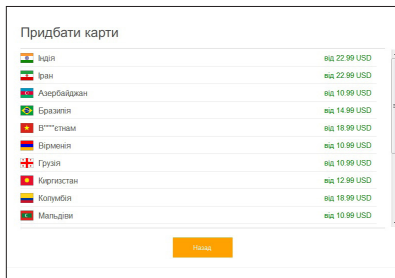 Придбати карти
Індія від 22.99 USD
Іран від 22.99 USD
Азербайджан від 10.99 USD
Бразилія від 14.99 USD
В""""єтнам від 18.99 USD
Вірменія від 10.99 USD
Грузія від 10.99 USD
Киргизстан від 12.99 USD
Колумбія від 18.99 USD
Мальдіви від 10.99 USD
Назад